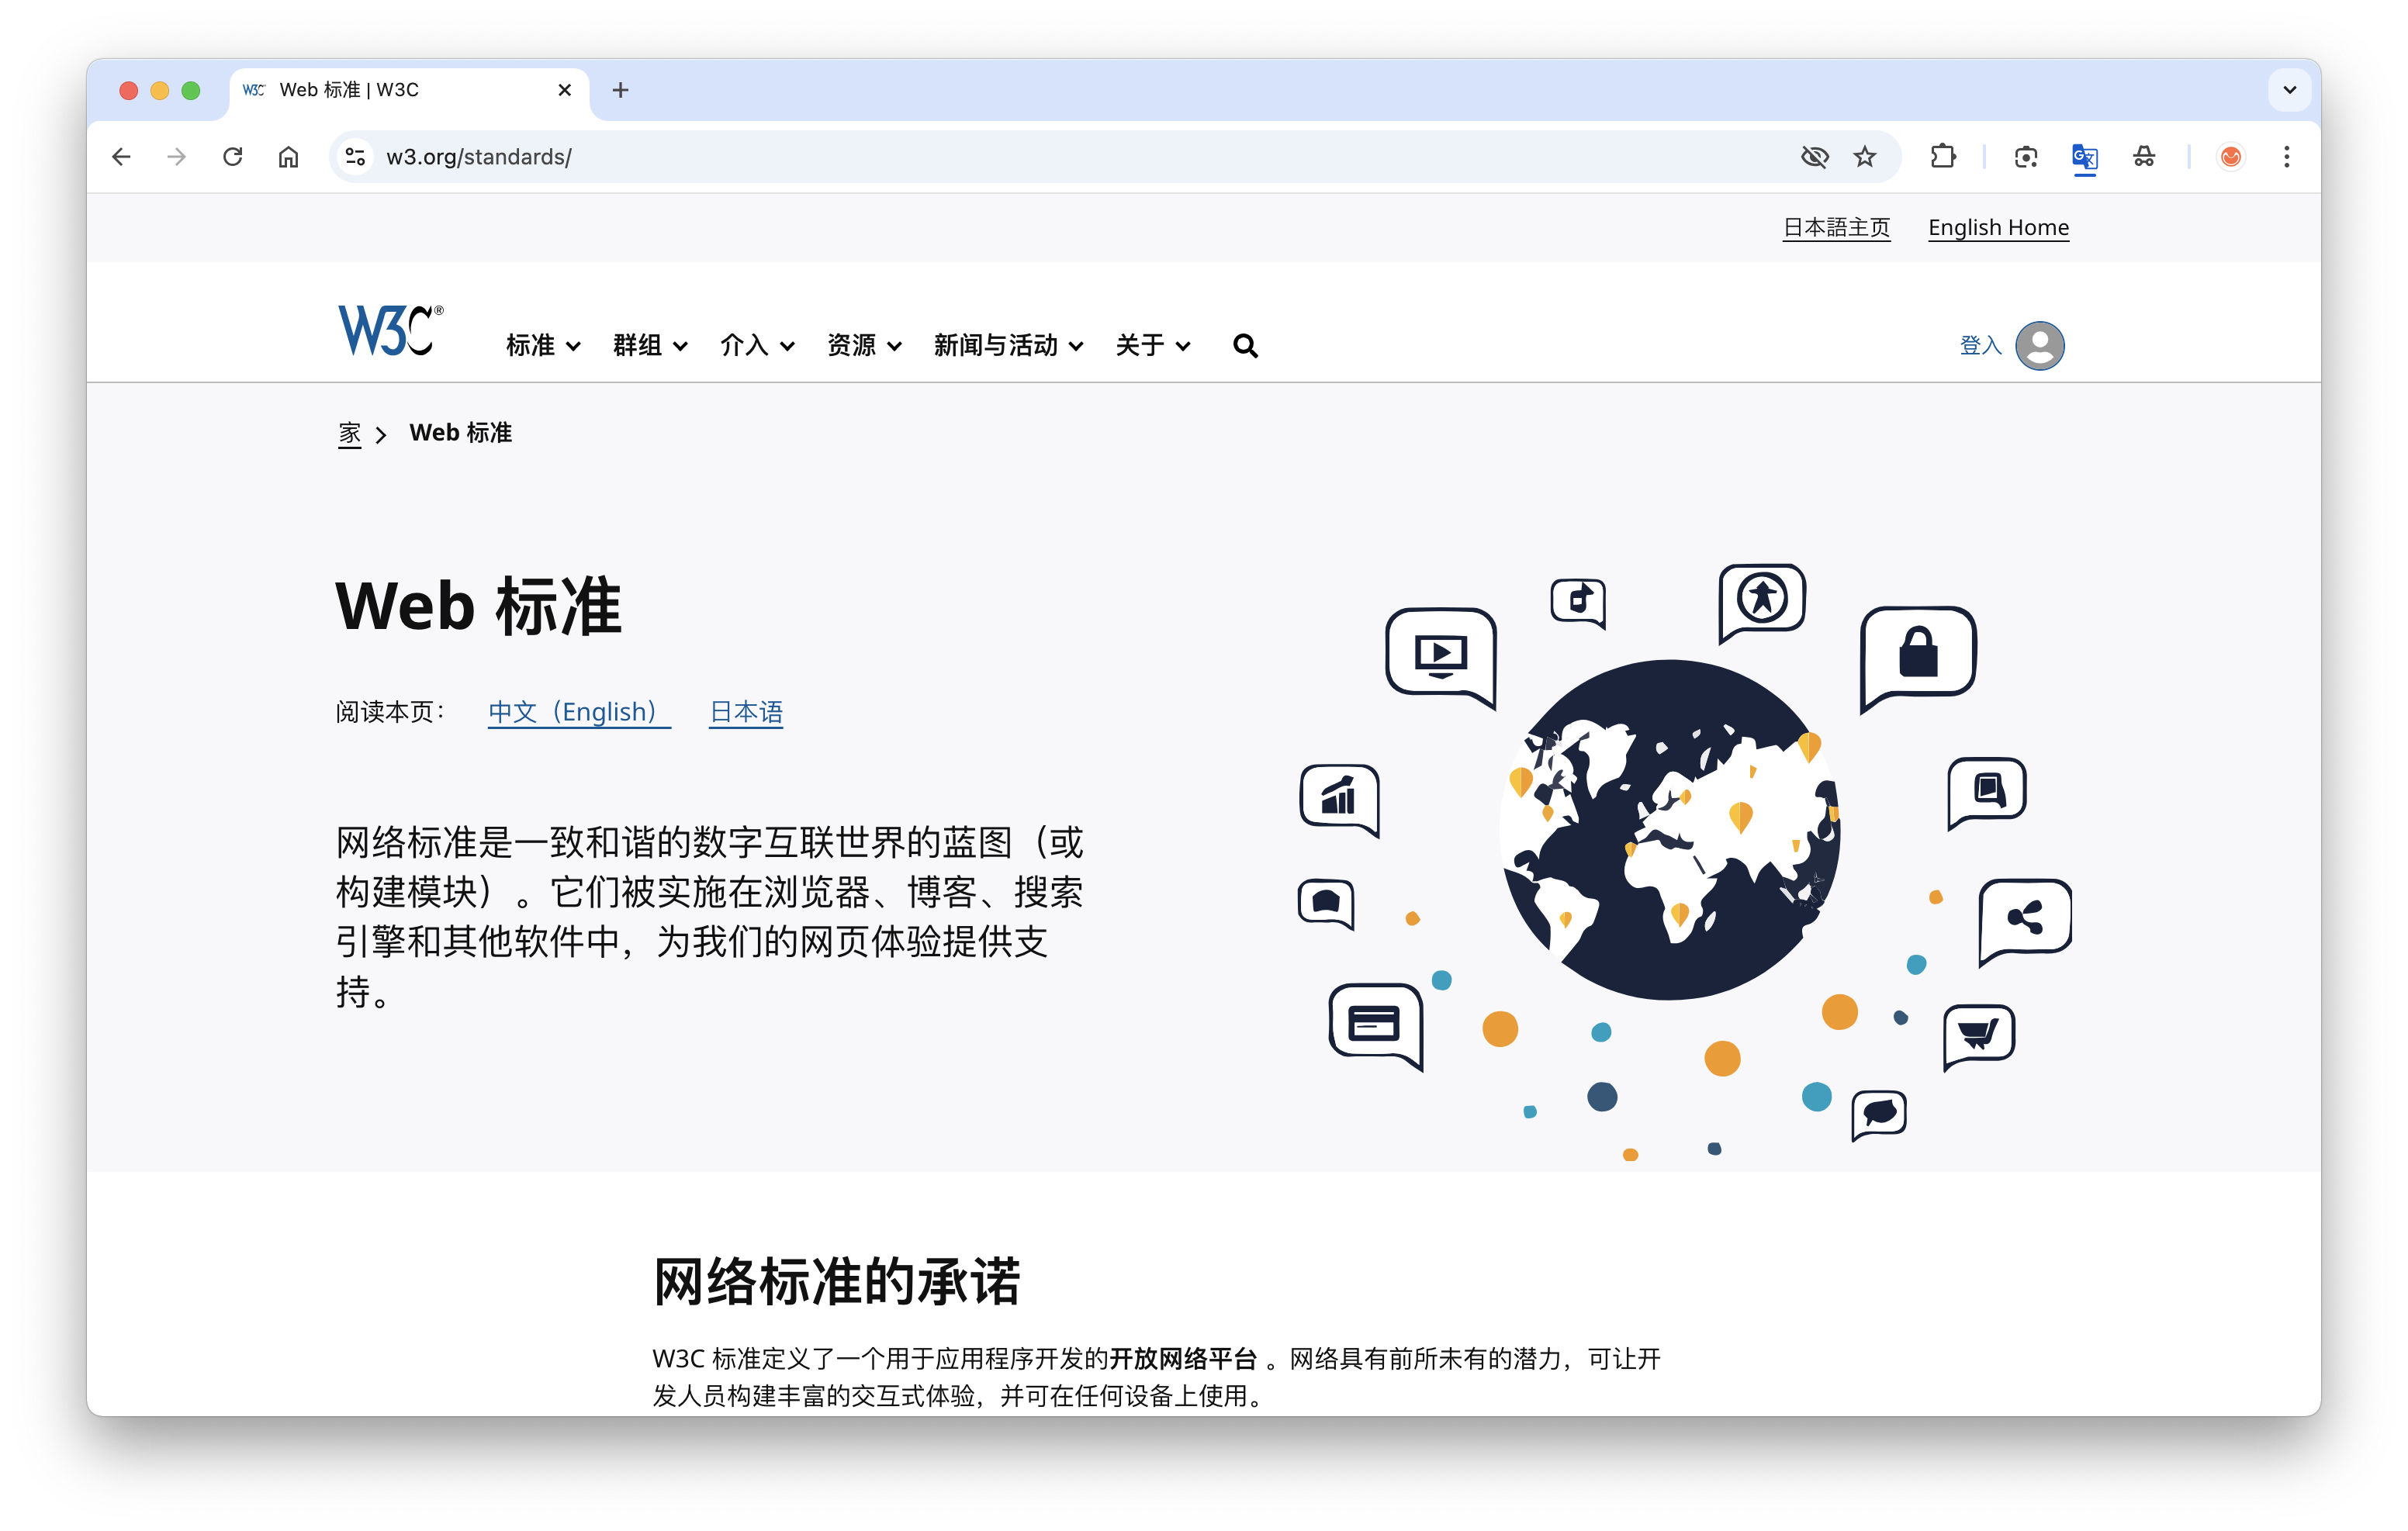 W3C Web 标准 | W3C
w3.org/standards/
日本語主页 English Home
W3C®
标准 群组 介入 资源 新闻与活动 关于 登入
家 Web 标准
Web 标准
阅读本页： 中文（English） 日本语
网络标准是一致和谐的数字互联世界的蓝图（或
构建模块）。它们被实施在浏览器、博客、搜索
引擎和其他软件中，为我们的网页体验提供支
持。
网络标准的承诺
W3C 标准定义了一个用于应用程序开发的开放网络平台 。网络具有前所未有的潜力，可让开
发人员构建丰富的交互式体验，并可在任何设备上使用。